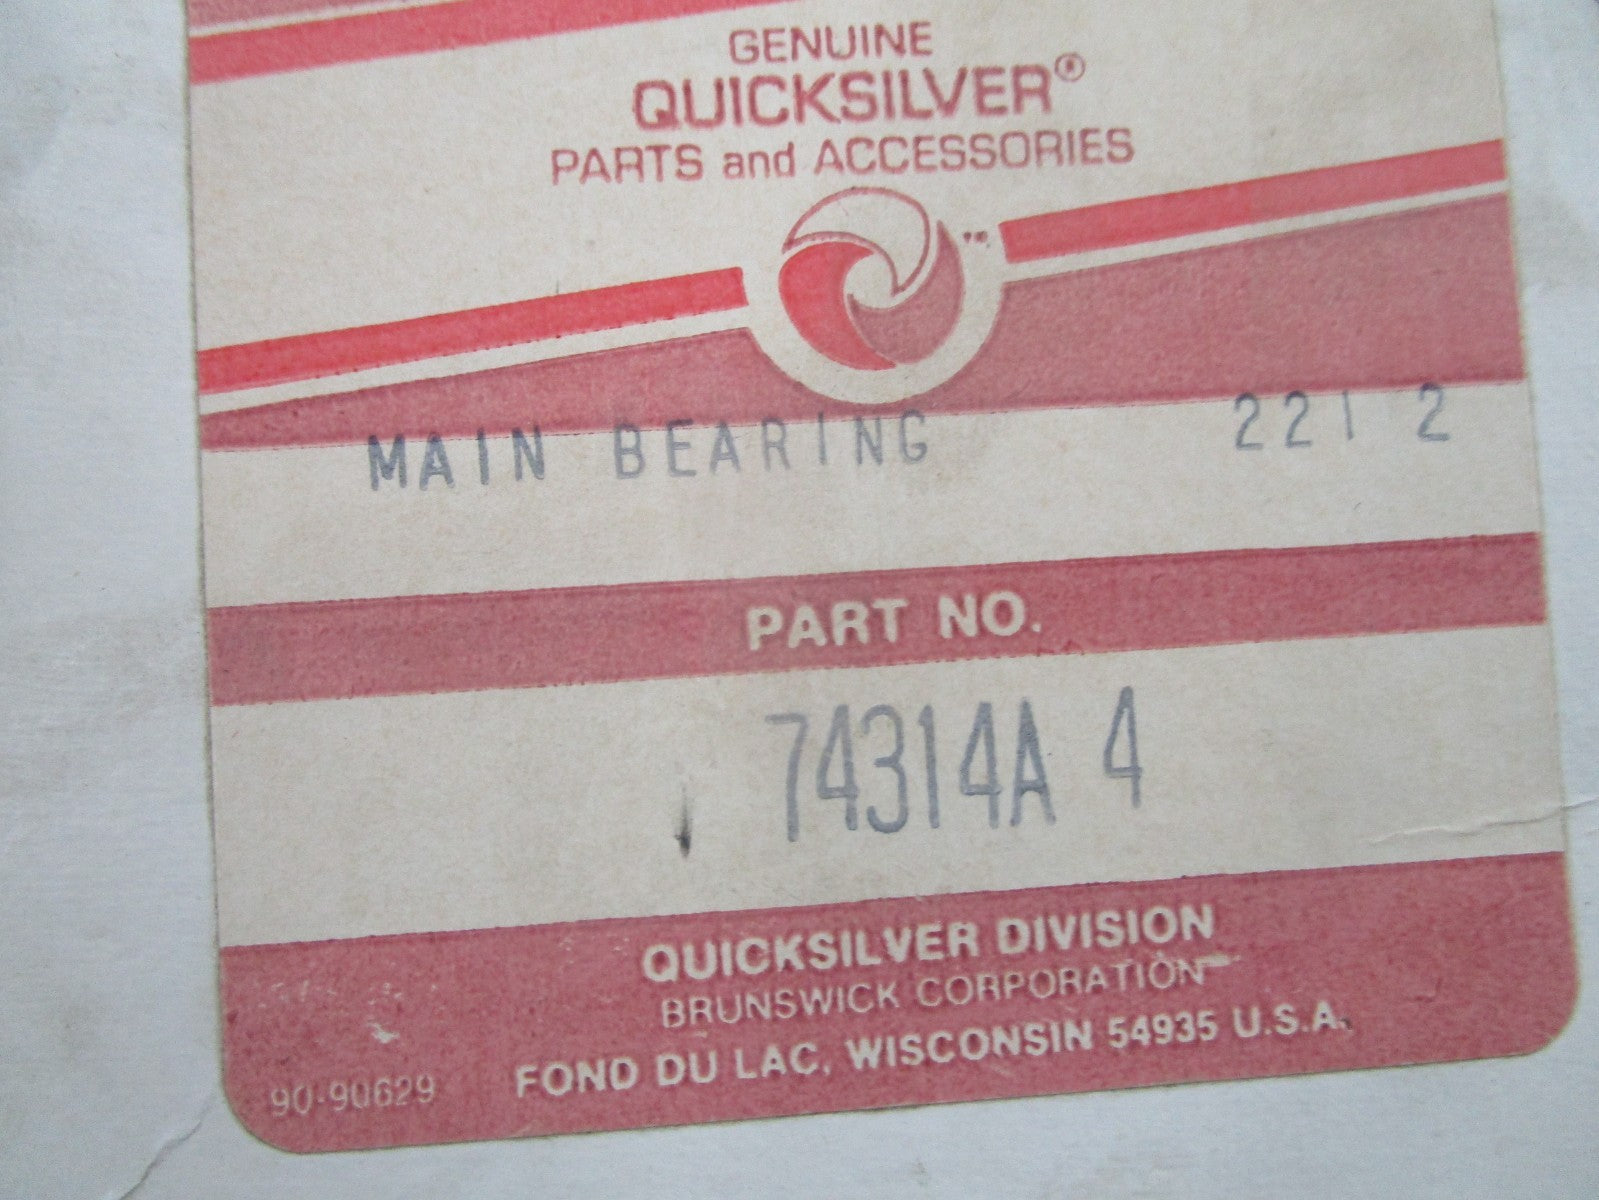 GENUINE
QUICKSILVER®
PARTS and ACCESSORIES
™
MAIN BEARING 221 2
PART NO.
74314A 4
QUICKSILVER DIVISION
BRUNSWICK CORPORATION
FOND DU LAC, WISCONSIN 54935 U.S.A.
90-90629